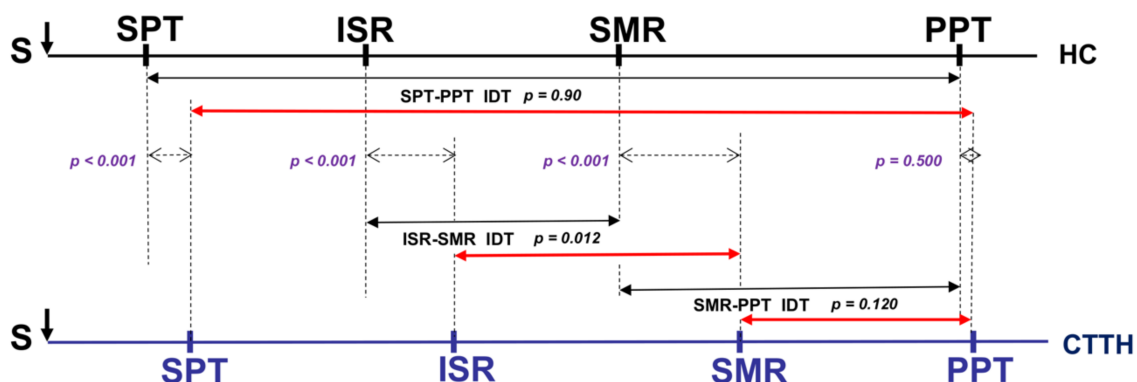 SPT ISR SMR PPT
S HC
SPT-PPT IDT p = 0.90
p < 0.001 p < 0.001 p < 0.001 p = 0.500
ISR-SMR IDT p = 0.012
SMR-PPT IDT p = 0.120
S CTTH
SPT ISR SMR PPT